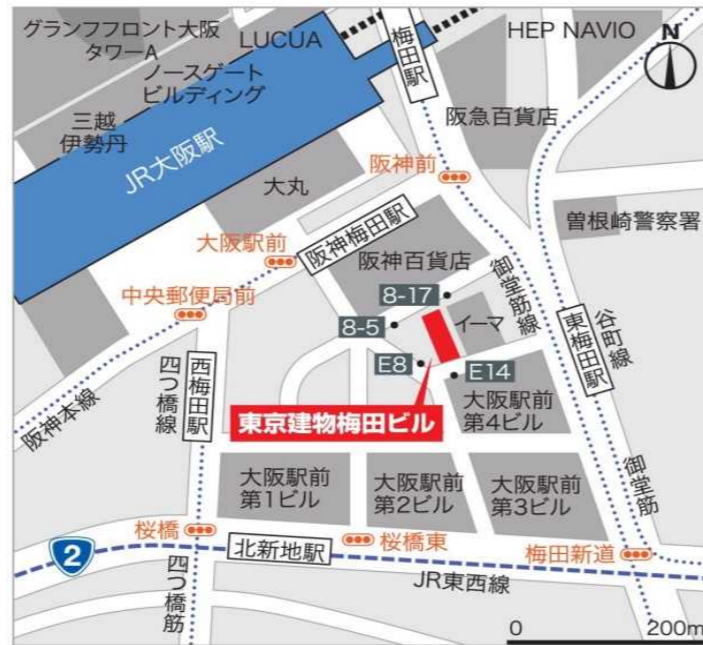 グランフフロント大阪
タワーA
LUCUA
HEP NAVIO
N
ノースゲート
ビルディング
梅田駅
三越
伊勢丹
阪急百貨店
JR大阪駅
大丸
阪神前
大阪駅前
阪神梅田駅
曽根崎警察署
阪神百貨店
中央郵便局前
8-17
御堂筋線
8-5
イーマ
東梅田駅
谷町線
西梅田駅
四つ橋線
E8
E14
阪神本線
東京建物梅田ビル
大阪駅前
第4ビル
大阪駅前
第1ビル
大阪駅前
第2ビル
大阪駅前
第3ビル
御堂筋
桜橋
2
北新地駅
桜橋東
梅田新道
四つ橋筋
JR東西線
0
200m